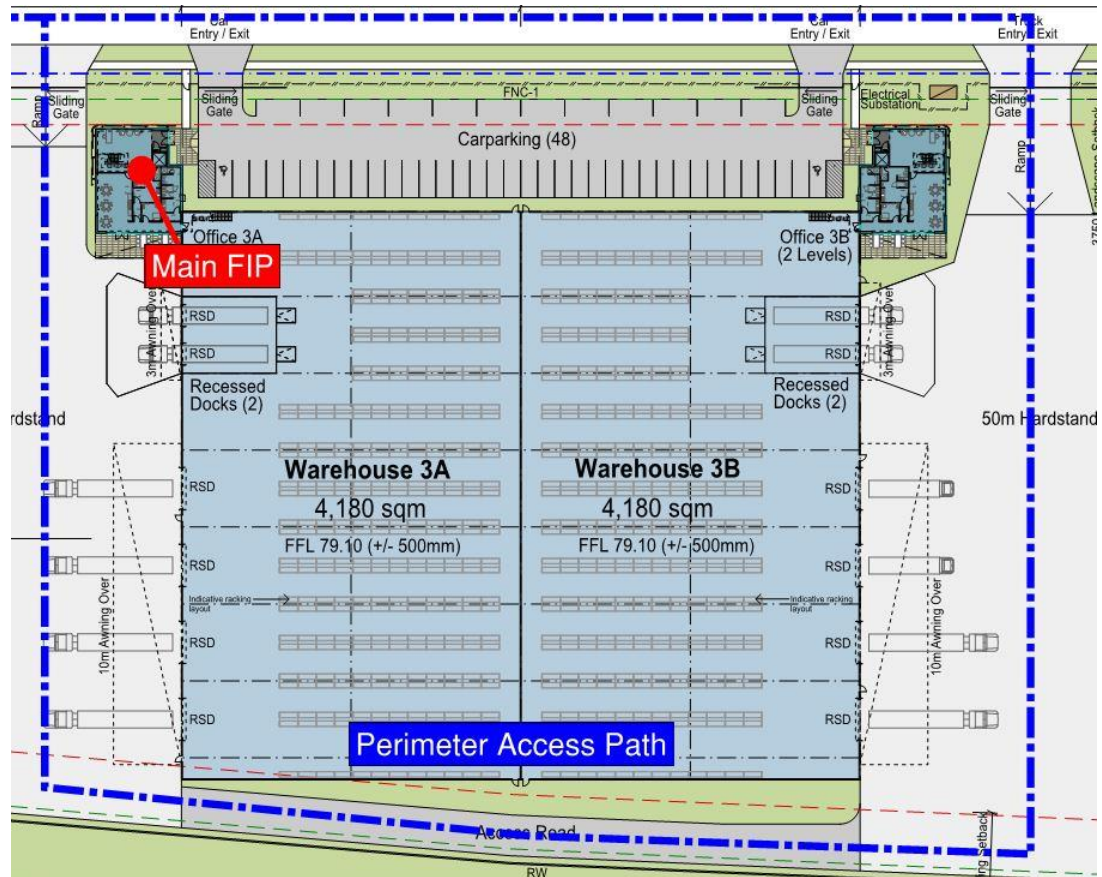 Car
Entry / Exit
Car
Entry / Exit
Truck
Entry / Exit
Ramp
Sliding
Gate
Sliding
Gate
FNC-1
Sliding
Gate
Electrical
Substation
Sliding
Gate
Ramp
Carparking (48)
3750 Landscape Setback
Main FIP
Office 3A
Office 3B
(2 Levels)
3m Awning Over
RSD
RSD
RSD
RSD
3m Awning Over
Recessed
Docks (2)
Recessed
Docks (2)
rdstand
50m Hardstand
Warehouse 3A
4,180 sqm
FFL 79.10 (+/- 500mm)
Warehouse 3B
4,180 sqm
FFL 79.10 (+/- 500mm)
RSD
RSD
RSD
RSD
Indicative racking
layout
Indicative racking
layout
10m Awning Over
10m Awning Over
RSD
RSD
RSD
RSD
Perimeter Access Path
Access Road
ng Setback
RW